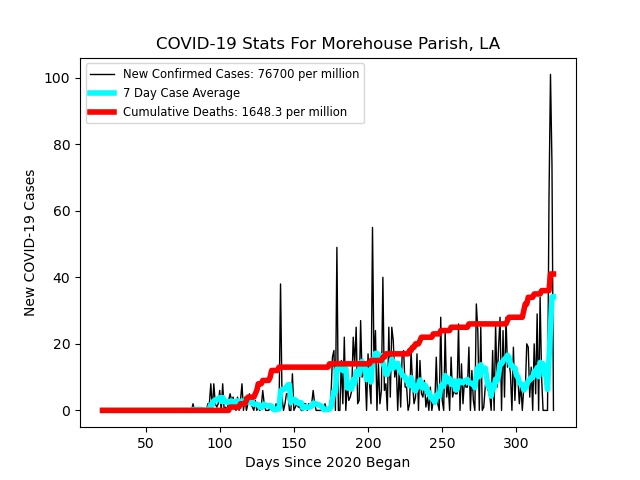 COVID-19 Stats For Morehouse Parish, LA
New Confirmed Cases: 76700 per million
7 Day Case Average
Cumulative Deaths: 1648.3 per million
New COVID-19 Cases
100
80
60
40
20
0
50 100 150 200 250 300
Days Since 2020 Began